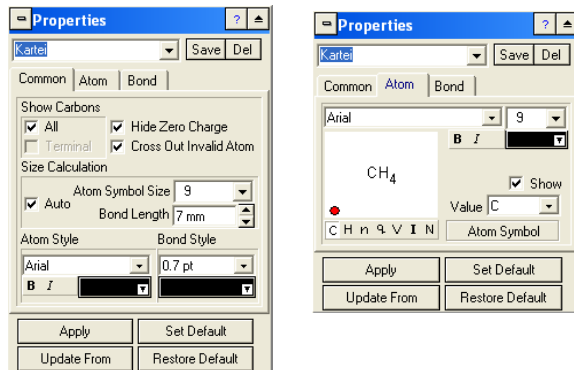 Properties ?
Kartei Save Del
Common Atom Bond
Show Carbons
All Hide Zero Charge
Terminal Cross Out Invalid Atom
Size Calculation
Auto Atom Symbol Size 9
Bond Length 7 mm
Atom Style Bond Style
Arial 0.7 pt
B I
Apply Set Default
Update From Restore Default
Properties ?
Kartei Save Del
Common Atom Bond
Arial 9
B I
CH₄
Show
Value C
C H n q V I N Atom Symbol
Apply Set Default
Update From Restore Default